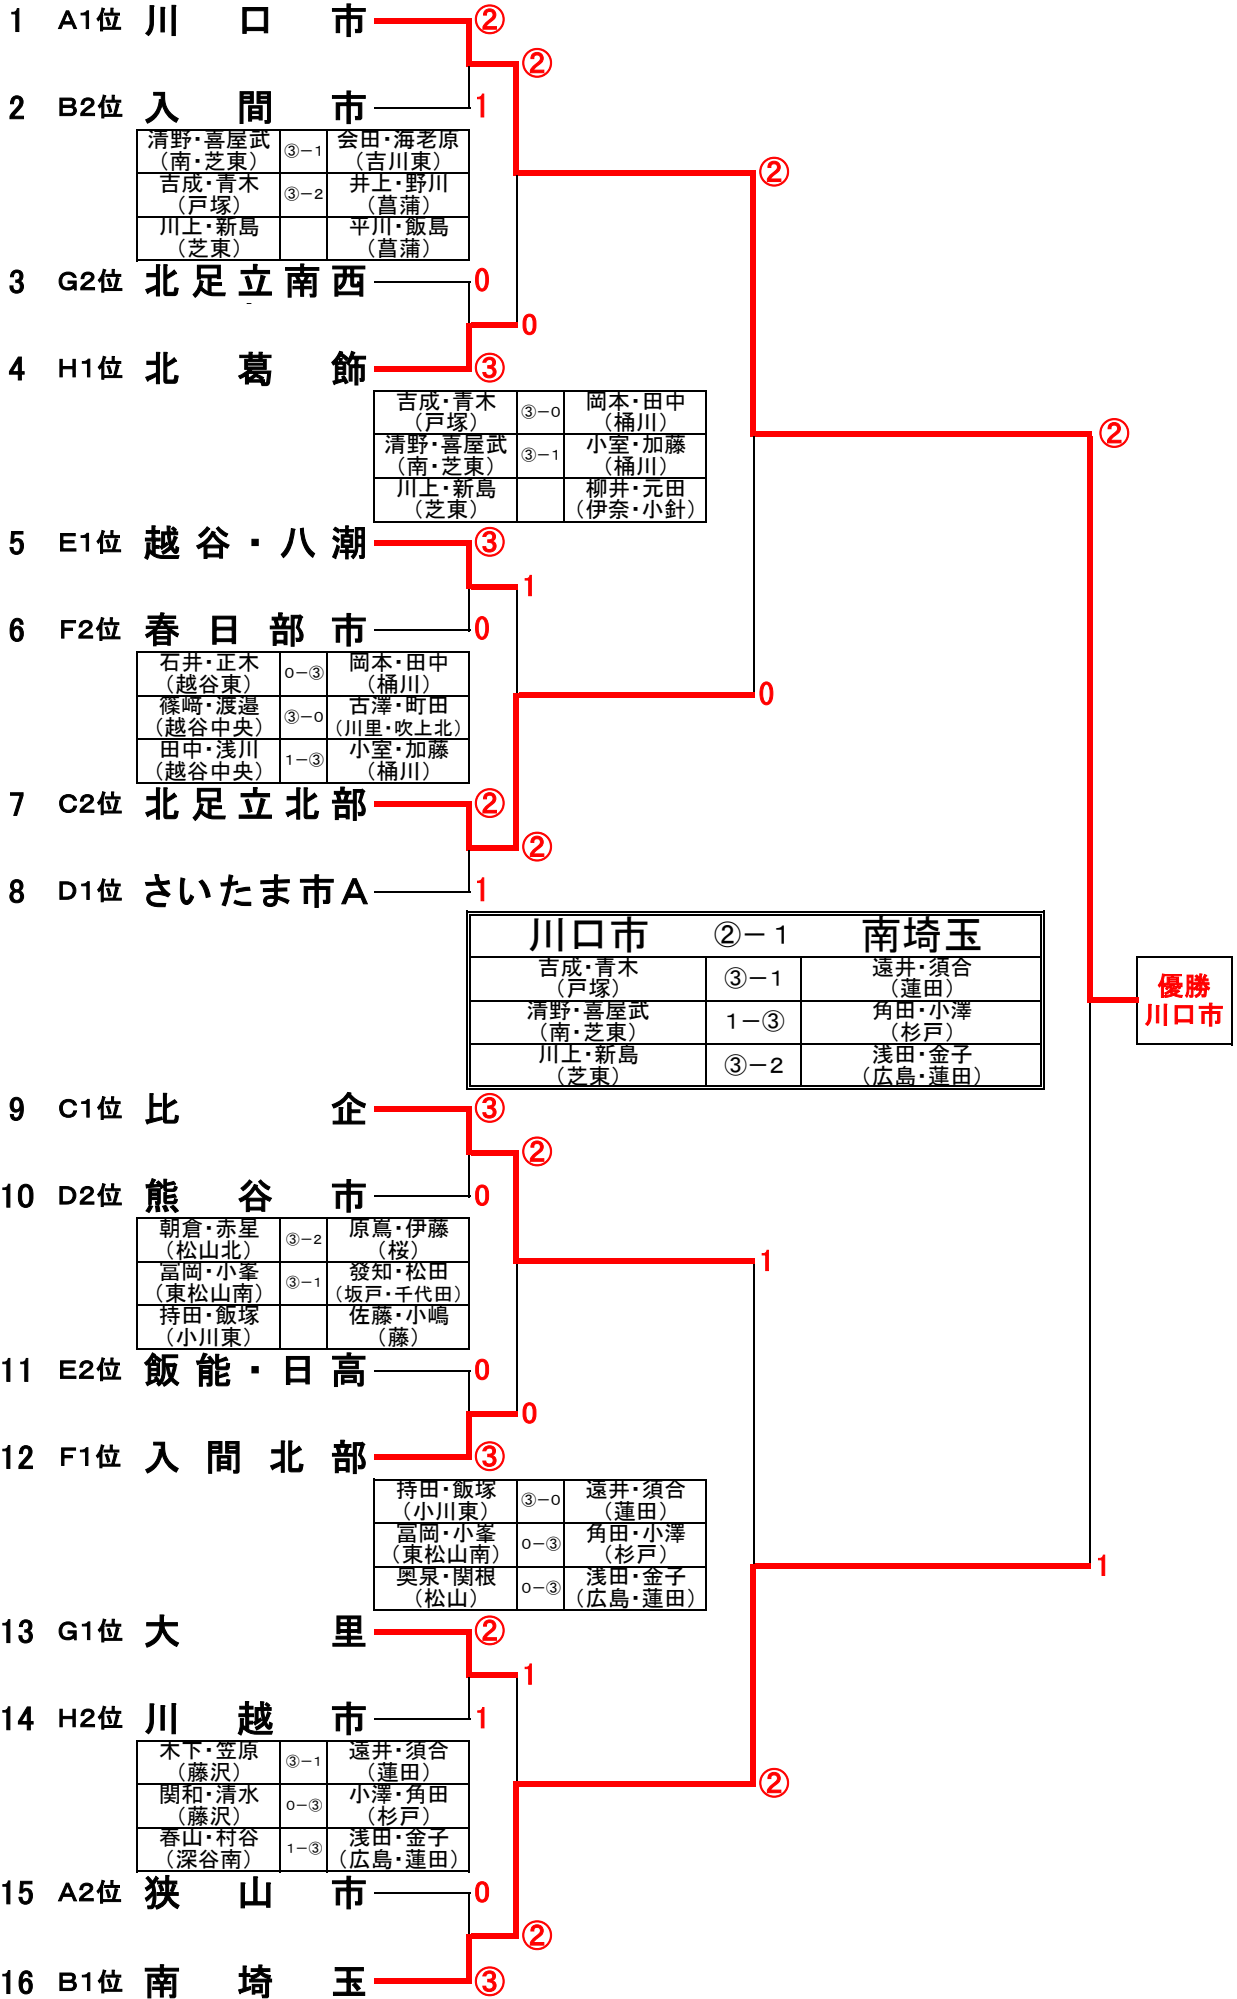 1 A1位 川口市 ②
②
2 B2位 入間市 1
清野・喜屋武 ③－1 会田・海老原
（南・芝東） （吉川東）
吉成・青木 ③－2 井上・野川
（戸塚） （菖蒲）
川上・新島 平川・飯島
（芝東） （菖蒲）
②
3 G2位 北足立南西 0
0
4 H1位 北葛飾 ③
吉成・青木 ③－0 岡本・田中
（戸塚） （桶川）
清野・喜屋武 ③－1 小室・加藤
（南・芝東） （桶川）
川上・新島 柳井・元田
（芝東） （伊奈・小針）
②
5 E1位 越谷・八潮 ③
1
6 F2位 春日部市 0
石井・正木 0－③ 岡本・田中
（越谷東） （桶川）
篠﨑・渡邉 ③－0 古澤・町田
（越谷中央） （川里・吹上北）
田中・浅川 1－③ 小室・加藤
（越谷中央） （桶川）
0
7 C2位 北足立北部 ②
②
8 D1位 さいたま市A 1
川口市 ②－1 南埼玉
吉成・青木 ③－1 遠井・須合
（戸塚） （蓮田）
清野・喜屋武 1－③ 角田・小澤
（南・芝東） （杉戸）
川上・新島 ③－2 浅田・金子
（芝東） （広島・蓮田）
優勝
川口市
9 C1位 比企 ③
②
10 D2位 熊谷市 0
朝倉・赤星 ③－2 原嶌・伊藤
（松山北） （桜）
冨岡・小峯 ③－1 發知・松田
（東松山南） （坂戸・千代田）
持田・飯塚 佐藤・小嶋
（小川東） （藤）
1
11 E2位 飯能・日高 0
0
12 F1位 入間北部 ③
持田・飯塚 ③－0 遠井・須合
（小川東） （蓮田）
冨岡・小峯 0－③ 角田・小澤
（東松山南） （杉戸）
奥泉・関根 0－③ 浅田・金子
（松山） （広島・蓮田）
1
13 G1位 大里 ②
1
14 H2位 川越市 1
木下・笠原 ③－1 遠井・須合
（藤沢） （蓮田）
関和・清水 0－③ 小澤・角田
（藤沢） （杉戸）
春山・村谷 1－③ 浅田・金子
（深谷南） （広島・蓮田）
②
15 A2位 狭山市 0
②
16 B1位 南埼玉 ③